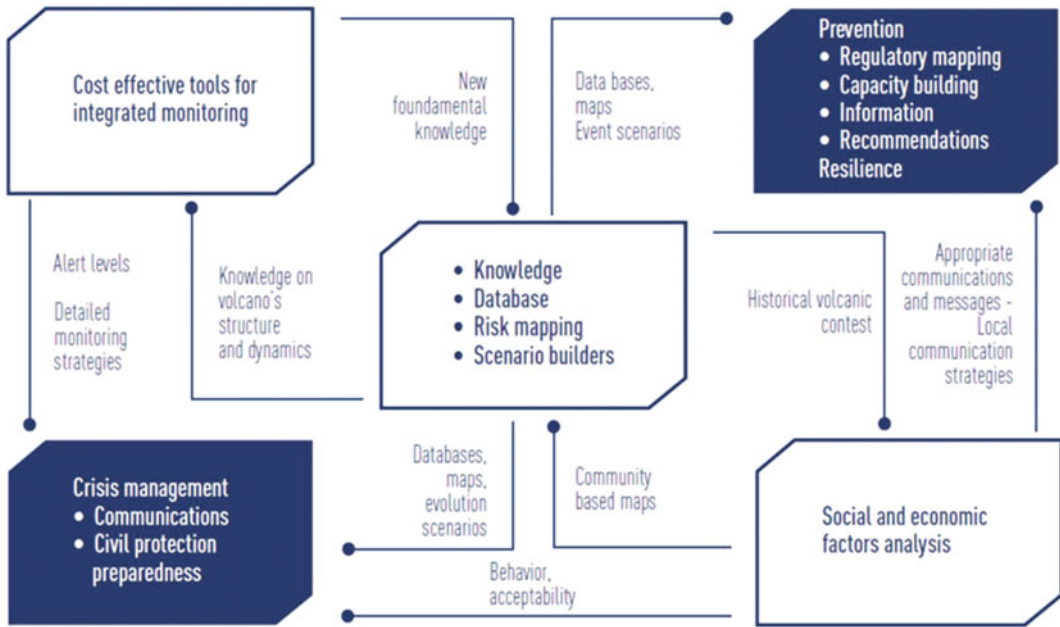 Cost effective tools for
integrated monitoring
New
foundamental
knowledge
Data bases,
maps
Event scenarios
Prevention
• Regulatory mapping
• Capacity building
• Information
• Recommendations
Resilience
Alert levels
Detailed
monitoring
strategies
Knowledge on
volcano's
structure
and dynamics
• Knowledge
• Database
• Risk mapping
• Scenario builders
Historical volcanic
contest
Appropriate
communications
and messages -
Local
communication
strategies
Crisis management
• Communications
• Civil protection
preparedness
Databases,
maps,
evolution
scenarios
Community
based maps
Behavior,
acceptability
Social and economic
factors analysis